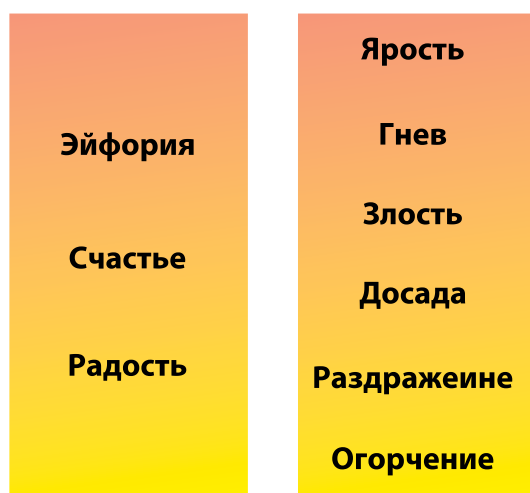 Эйфория
Счастье
Радость
Ярость
Гнев
Злость
Досада
Раздражеине
Огорчение